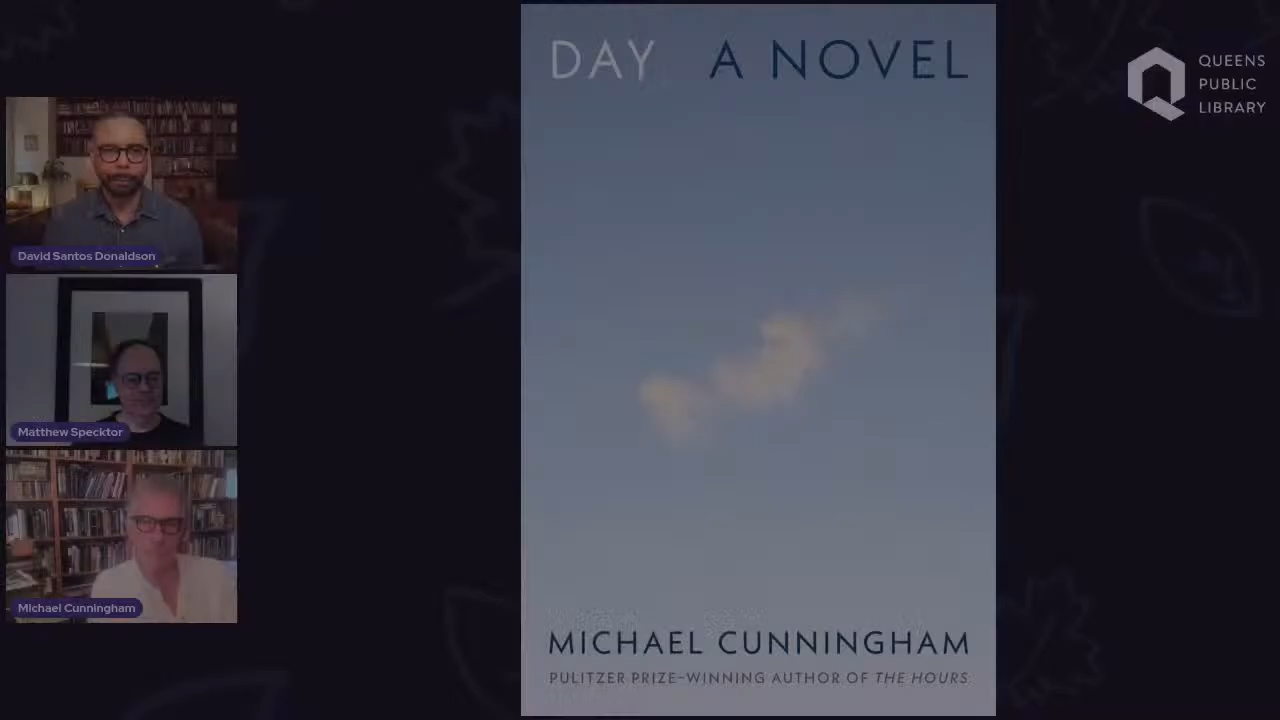 DAY A NOVEL
QUEENS
PUBLIC
LIBRARY
David Santos Donaldson
Matthew Specktor
Michael Cunningham
MICHAEL CUNNINGHAM
PULITZER PRIZE–WINNING AUTHOR OF THE HOURS